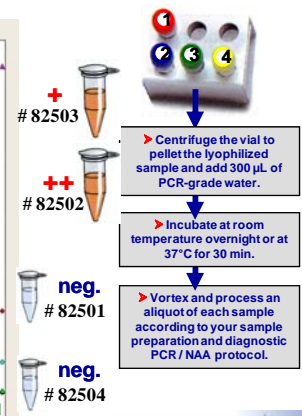 1
2
3
4
+
# 82503
++
# 82502
neg.
# 82501
neg.
# 82504
➤ Centrifuge the vial to
pellet the lyophilized
sample and add 300 µL of
PCR-grade water.
➤ Incubate at room
temperature overnight or at
37°C for 30 min.
➤ Vortex and process an
aliquot of each sample
according to your sample
preparation and diagnostic
PCR / NAA protocol.